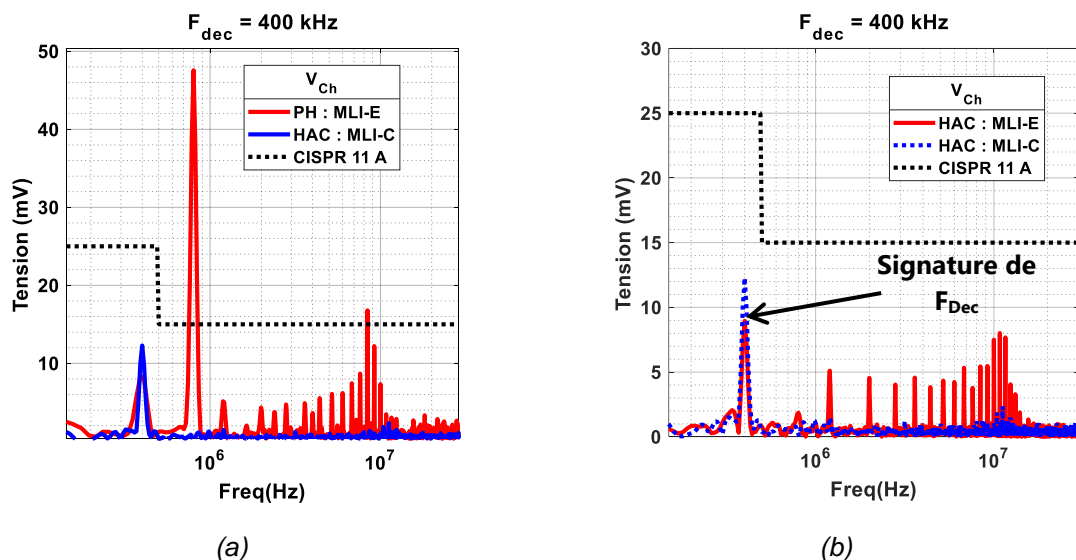 F_dec = 400 kHz
50
40
30
20
10
Tension (mV)
10^6
10^7
Freq(Hz)
V_Ch
PH : MLI-E
HAC : MLI-C
CISPR 11 A
(a)
F_dec = 400 kHz
30
25
20
15
10
5
0
Tension (mV)
10^6
10^7
Freq(Hz)
V_Ch
HAC : MLI-E
HAC : MLI-C
CISPR 11 A
Signature de
F_Dec
(b)